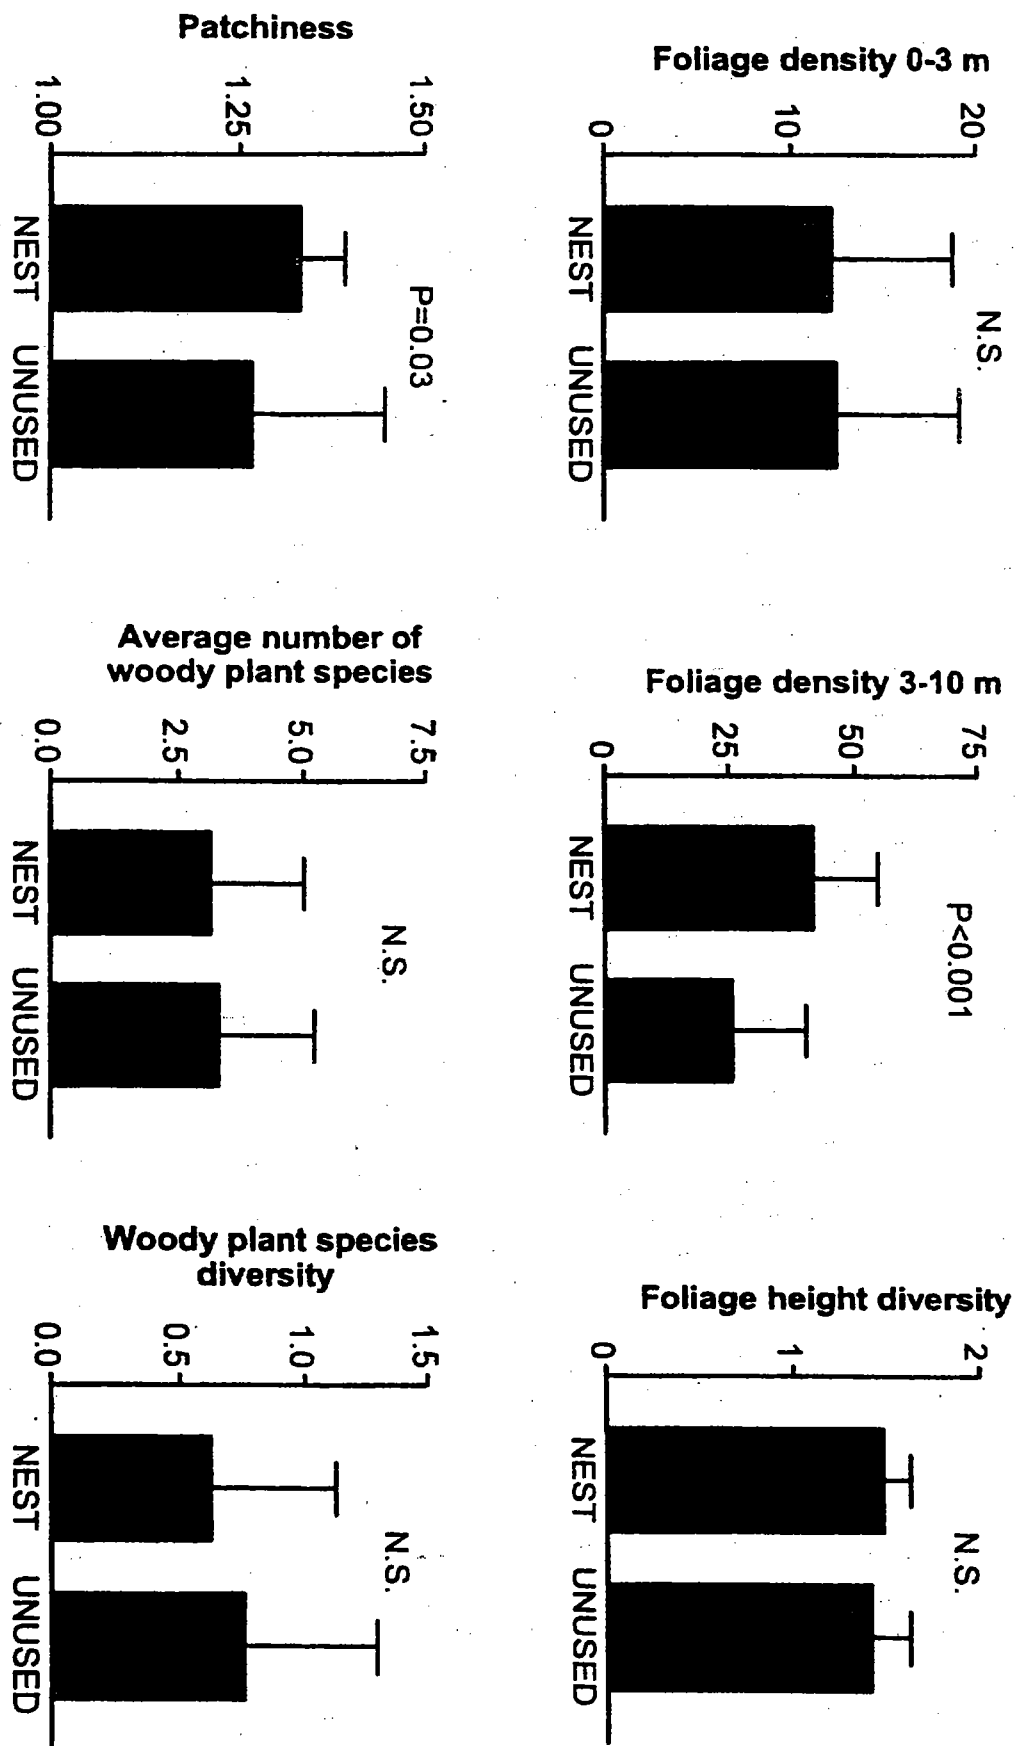 Foliage density 0-3 m
20
10
0
N.S.
NEST
UNUSED
Foliage density 3-10 m
75
50
25
0
P<0.001
NEST
UNUSED
Foliage height diversity
2
1
0
N.S.
NEST
UNUSED
Patchiness
1.50
1.25
1.00
P=0.03
NEST
UNUSED
Average number of
woody plant species
7.5
5.0
2.5
0.0
N.S.
NEST
UNUSED
Woody plant species
diversity
1.5
1.0
0.5
0.0
N.S.
NEST
UNUSED